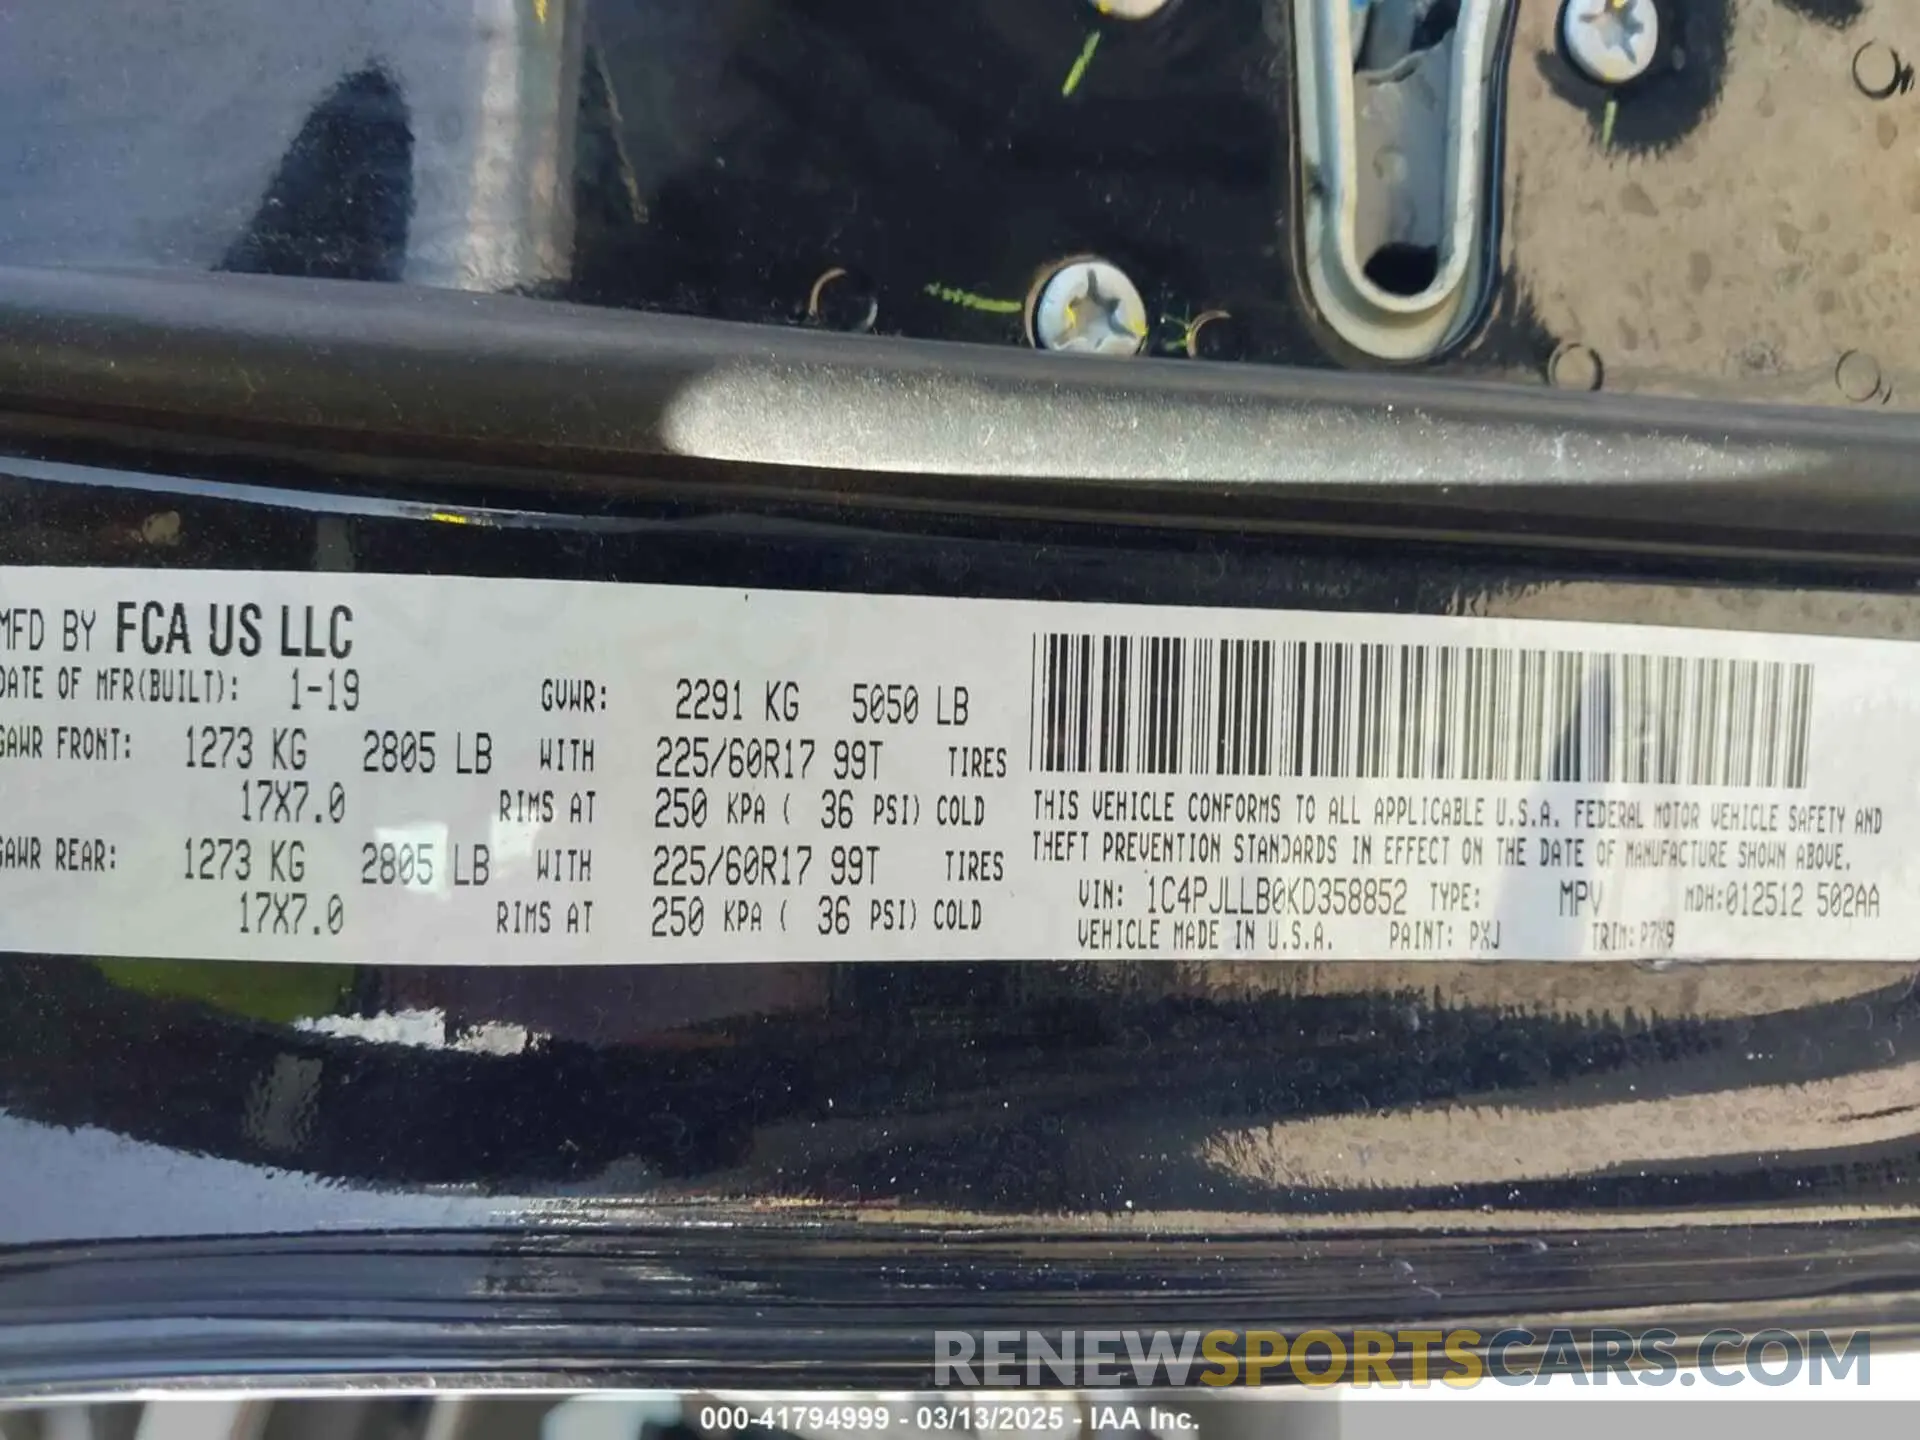 MFD BY FCA US LLC
DATE OF MFR(BUILT): 1-19 GVWR: 2291 KG 5050 LB
GAWR FRONT: 1273 KG 2805 LB WITH 225/60R17 99T TIRES
17X7.0 RIMS AT 250 KPA ( 36 PSI) COLD
GAWR REAR: 1273 KG 2805 LB WITH 225/60R17 99T TIRES
17X7.0 RIMS AT 250 KPA ( 36 PSI) COLD
THIS VEHICLE CONFORMS TO ALL APPLICABLE U.S.A. FEDERAL MOTOR VEHICLE SAFETY AND
THEFT PREVENTION STANDARDS IN EFFECT ON THE DATE OF MANUFACTURE SHOWN ABOVE.
VIN: 1C4PJLLB0KD358852 TYPE: MPV MDH:012512 502AA
VEHICLE MADE IN U.S.A. PAINT: PXJ TRIM: P7X9
RENEWSPORTSCARS.COM
000-41794999 - 03/13/2025 - IAA Inc.